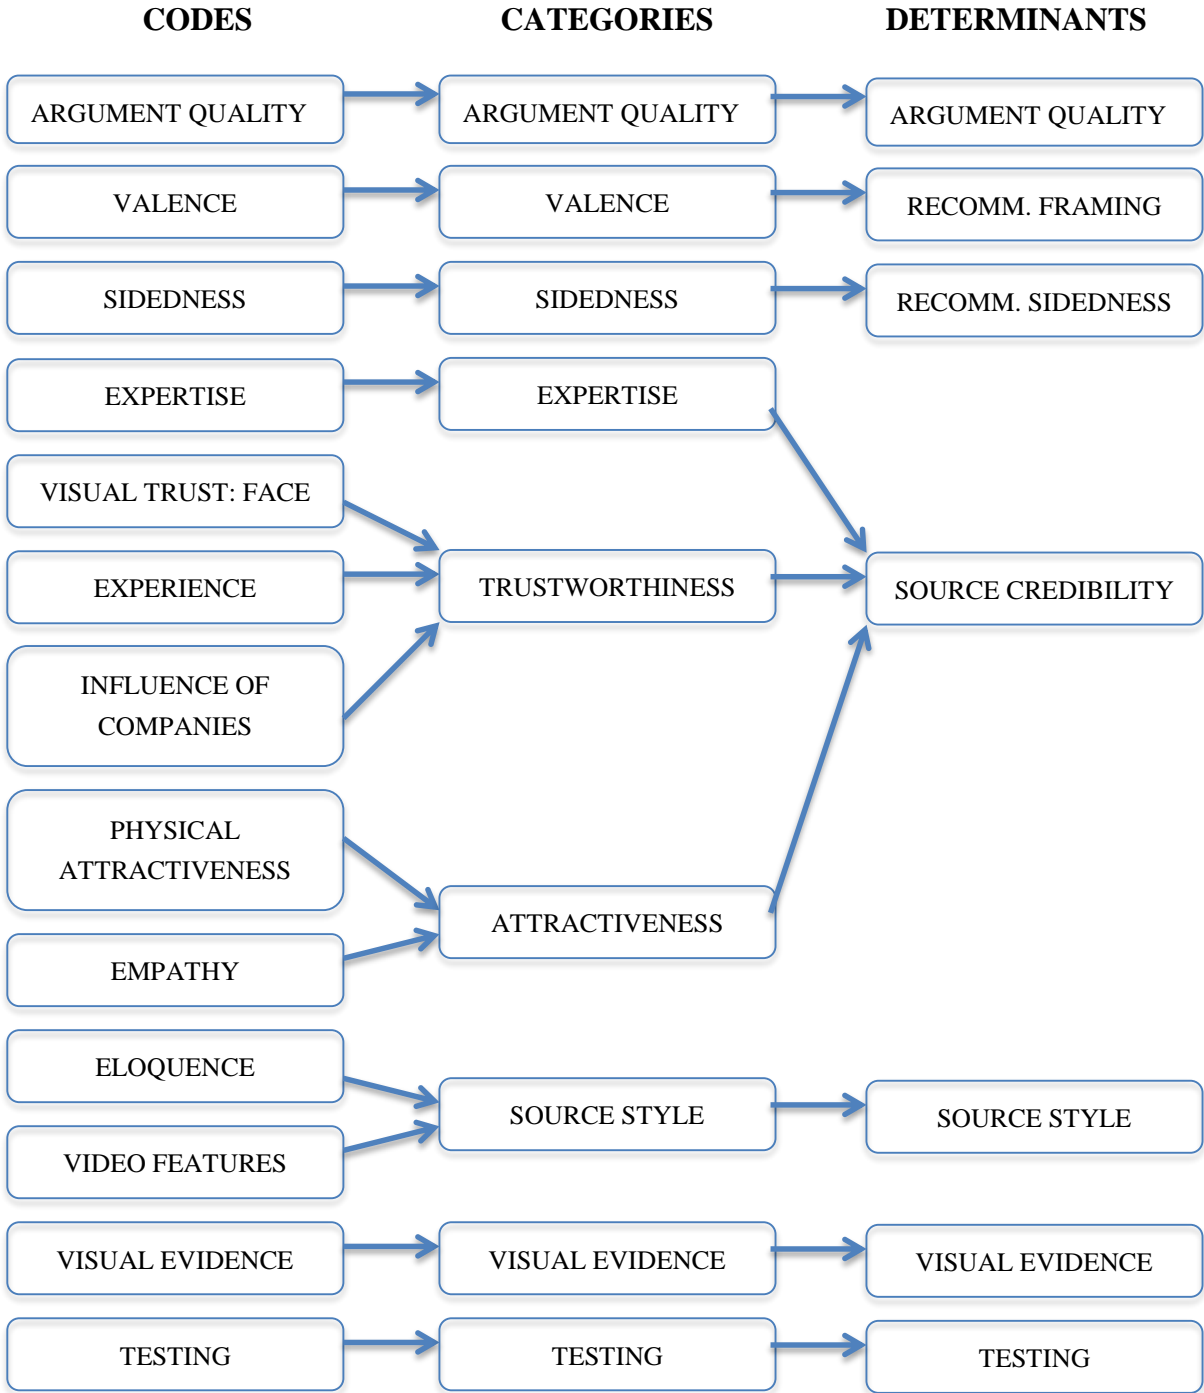 CODES CATEGORIES DETERMINANTS
ARGUMENT QUALITY ARGUMENT QUALITY ARGUMENT QUALITY
VALENCE VALENCE RECOMM. FRAMING
SIDEDNESS SIDEDNESS RECOMM. SIDEDNESS
EXPERTISE EXPERTISE
VISUAL TRUST: FACE
EXPERIENCE TRUSTWORTHINESS SOURCE CREDIBILITY
INFLUENCE OF
COMPANIES
PHYSICAL
ATTRACTIVENESS
ATTRACTIVENESS
EMPATHY
ELOQUENCE
SOURCE STYLE SOURCE STYLE
VIDEO FEATURES
VISUAL EVIDENCE VISUAL EVIDENCE VISUAL EVIDENCE
TESTING TESTING TESTING